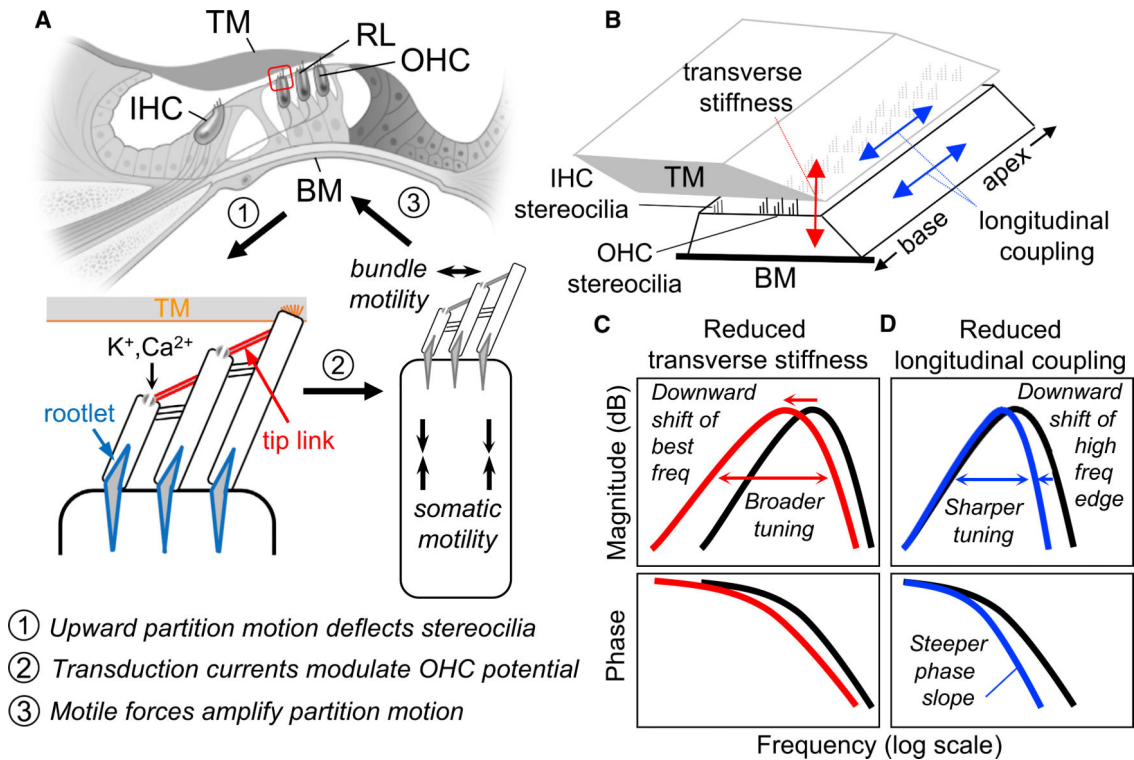 A
TM
RL
OHC
IHC
BM
1
3
TM
K⁺,Ca²⁺
rootlet
tip link
2
bundle
motility
somatic
motility
1 Upward partition motion deflects stereocilia
2 Transduction currents modulate OHC potential
3 Motile forces amplify partition motion
B
transverse
stiffness
TM
IHC
stereocilia
OHC
stereocilia
BM
apex
base
longitudinal
coupling
C
Reduced
transverse stiffness
Magnitude (dB)
Downward
shift of
best
freq
Broader
tuning
Phase
D
Reduced
longitudinal coupling
Downward
shift of
high
freq
edge
Sharper
tuning
Steeper
phase
slope
Frequency (log scale)